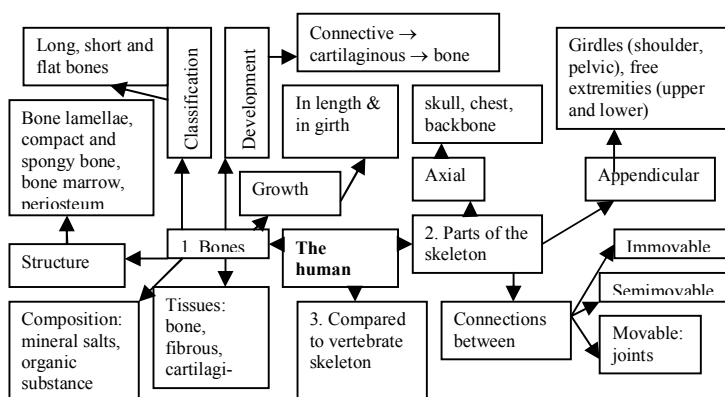 Long, short and
flat bones
Classification
Development
Connective →
cartilaginous → bone
Girdles (shoulder,
pelvic), free
extremities (upper
and lower)
Bone lamellae,
compact and
spongy bone,
bone marrow,
periosteum
In length &
in girth
skull, chest,
backbone
Growth
Axial
Appendicular
Structure
1. Bones
The
human
2. Parts of the
skeleton
Immovable
Semimovable
Movable:
joints
Composition:
mineral salts,
organic
substance
Tissues:
bone,
fibrous,
cartilagi-
3. Compared
to vertebrate
skeleton
Connections
between